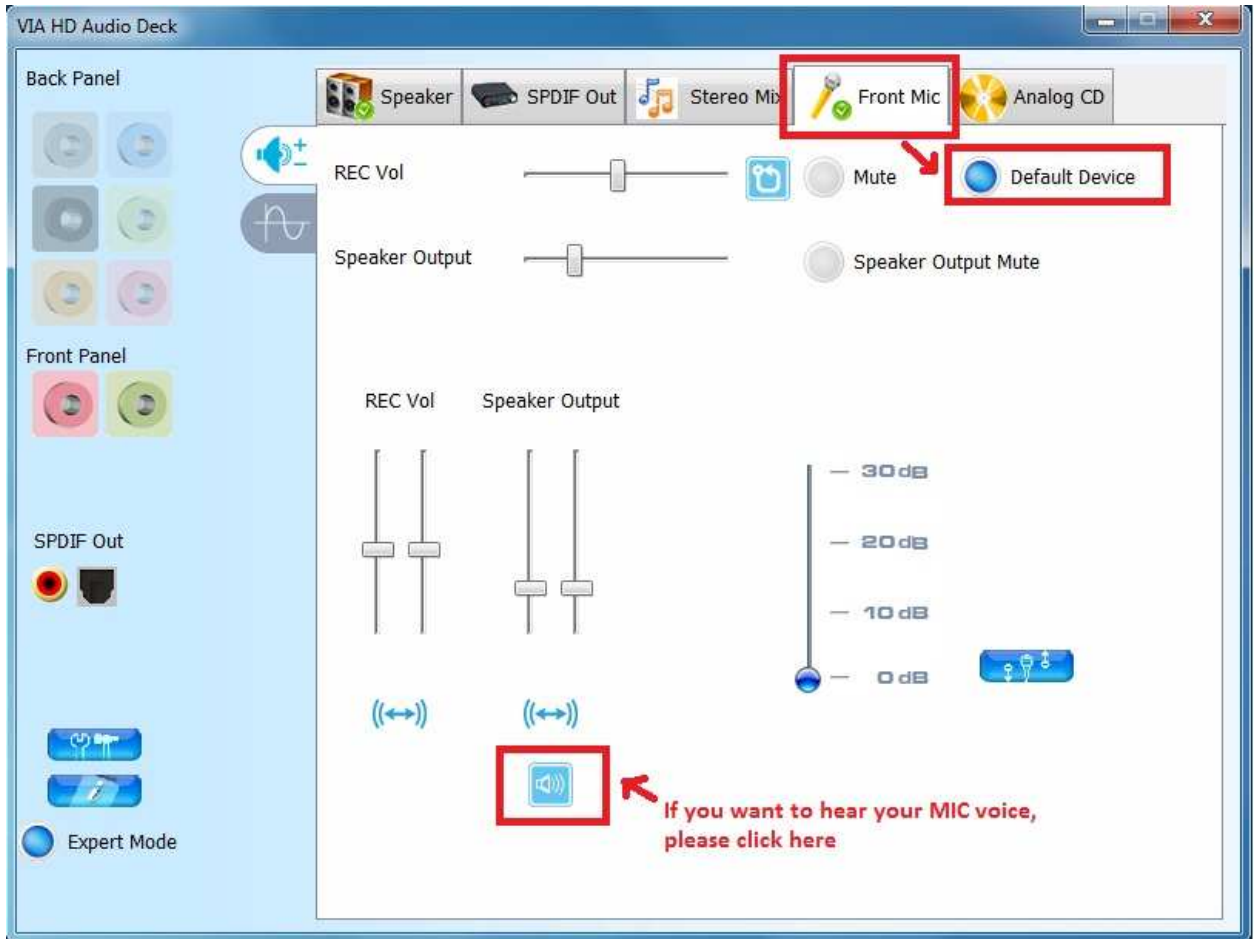 VIA HD Audio Deck
Back Panel
Speaker
SPDIF Out
Stereo Mix
Front Mic
Analog CD
REC Vol
Mute
Default Device
Speaker Output
Speaker Output Mute
Front Panel
REC Vol
Speaker Output
30dB
20dB
10dB
0dB
SPDIF Out
If you want to hear your MIC voice,
please click here
Expert Mode